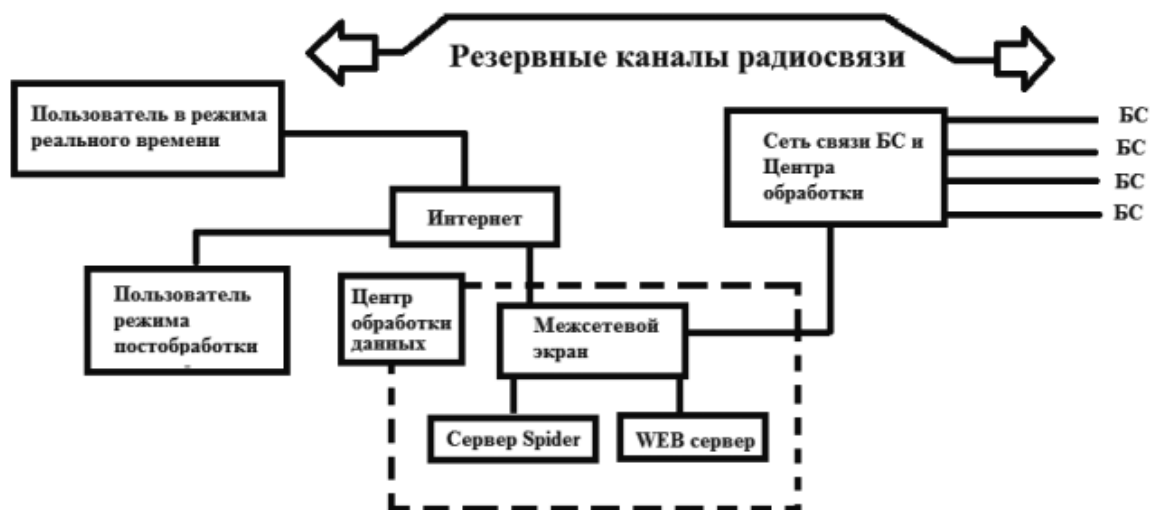 Резервные каналы радиосвязи
Пользователь в режима
реального времени
Сеть связи БС и
Центра
обработки
БС
БС
БС
БС
Интернет
Пользователь
режима
постобработки
Центр
обработки
данных
Межсетевой
экран
Сервер Spider
WEB сервер